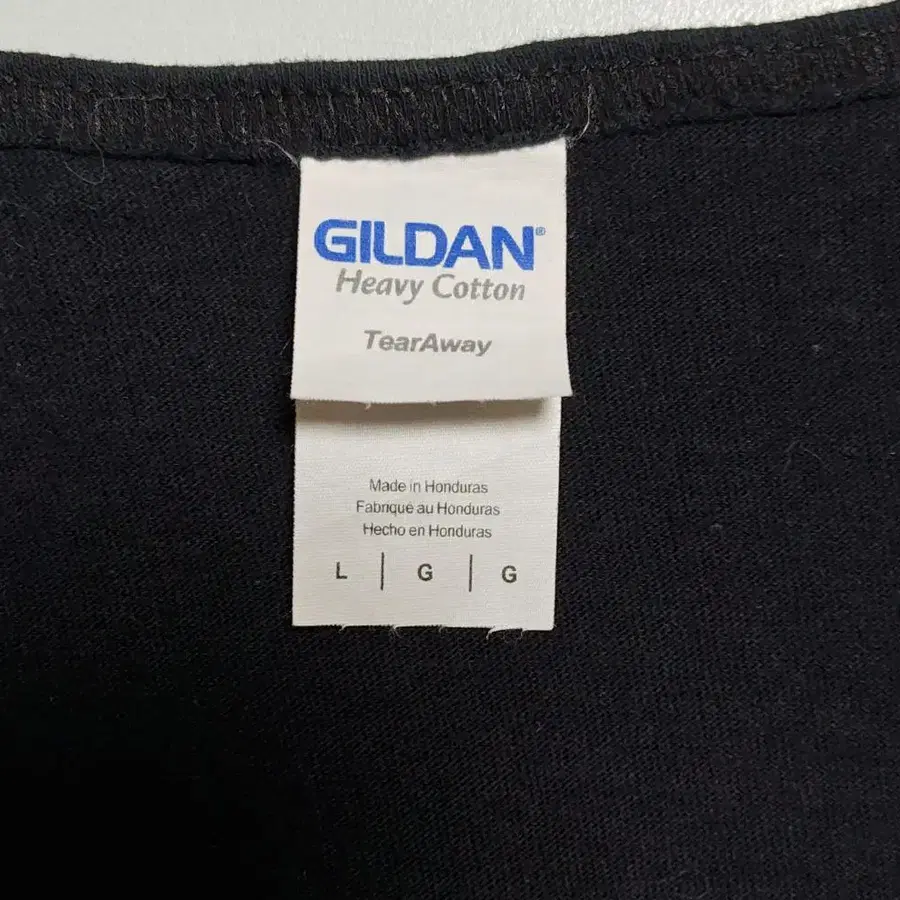 GILDAN®
Heavy Cotton
TearAway
Made in Honduras
Fabriqué au Honduras
Hecho en Honduras
L | G | G